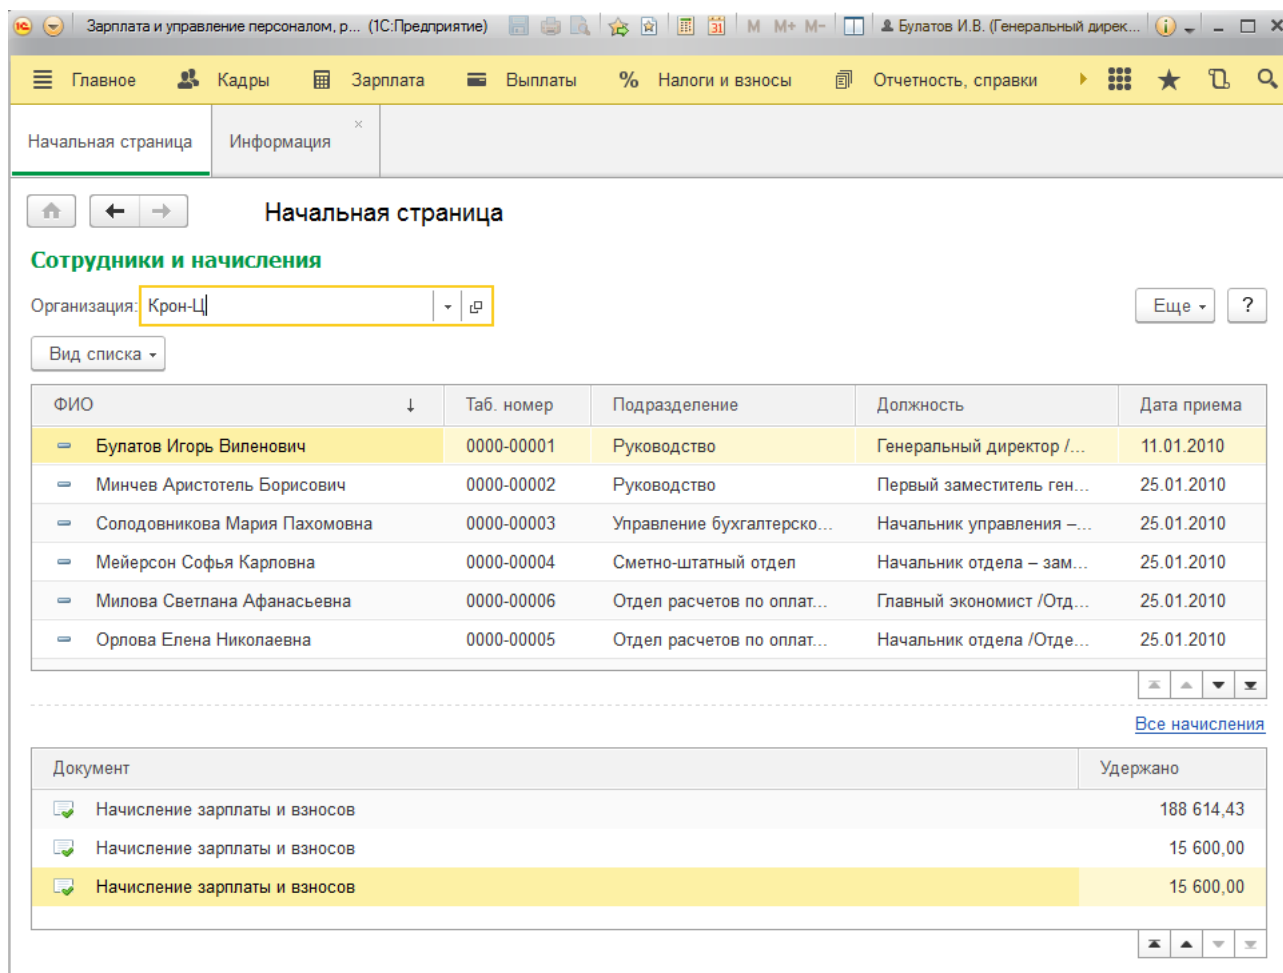 1С Зарплата и управление персоналом, р... (1С:Предприятие) 31 M M+ M- Булатов И.В. (Генеральный дирек... i
Главное Кадры Зарплата Выплаты % Налоги и взносы Отчетность, справки
Начальная страница Информация
Начальная страница
Сотрудники и начисления
Организация: Крон-Ц Еще ?
Вид списка
ФИО Таб. номер Подразделение Должность Дата приема
Булатов Игорь Виленович 0000-00001 Руководство Генеральный директор /... 11.01.2010
Минчев Аристотель Борисович 0000-00002 Руководство Первый заместитель ген... 25.01.2010
Солодовникова Мария Пахомовна 0000-00003 Управление бухгалтерско... Начальник управления –... 25.01.2010
Мейерсон Софья Карловна 0000-00004 Сметно-штатный отдел Начальник отдела – зам... 25.01.2010
Милова Светлана Афанасьевна 0000-00006 Отдел расчетов по оплат... Главный экономист /Отд... 25.01.2010
Орлова Елена Николаевна 0000-00005 Отдел расчетов по оплат... Начальник отдела /Отде... 25.01.2010
Все начисления
Документ Удержано
Начисление зарплаты и взносов 188 614,43
Начисление зарплаты и взносов 15 600,00
Начисление зарплаты и взносов 15 600,00